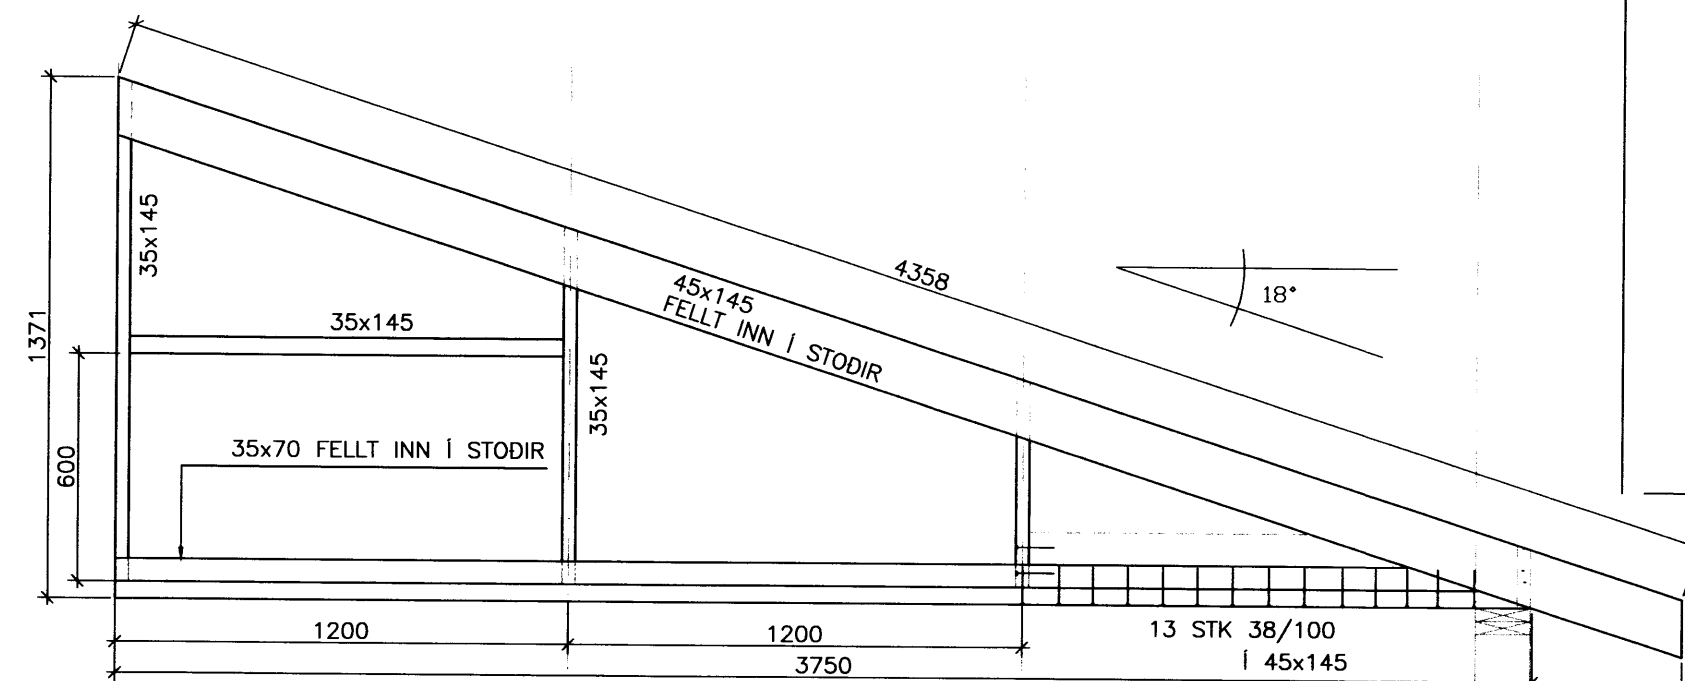 35x145
4358
45x145
FELLT INN Í STOÐIR
18°
1371
35x145
35x145
600
35x70 FELLT INN Í STOÐIR
1200
1200
13 STK 38/100
Í 45x145
3750